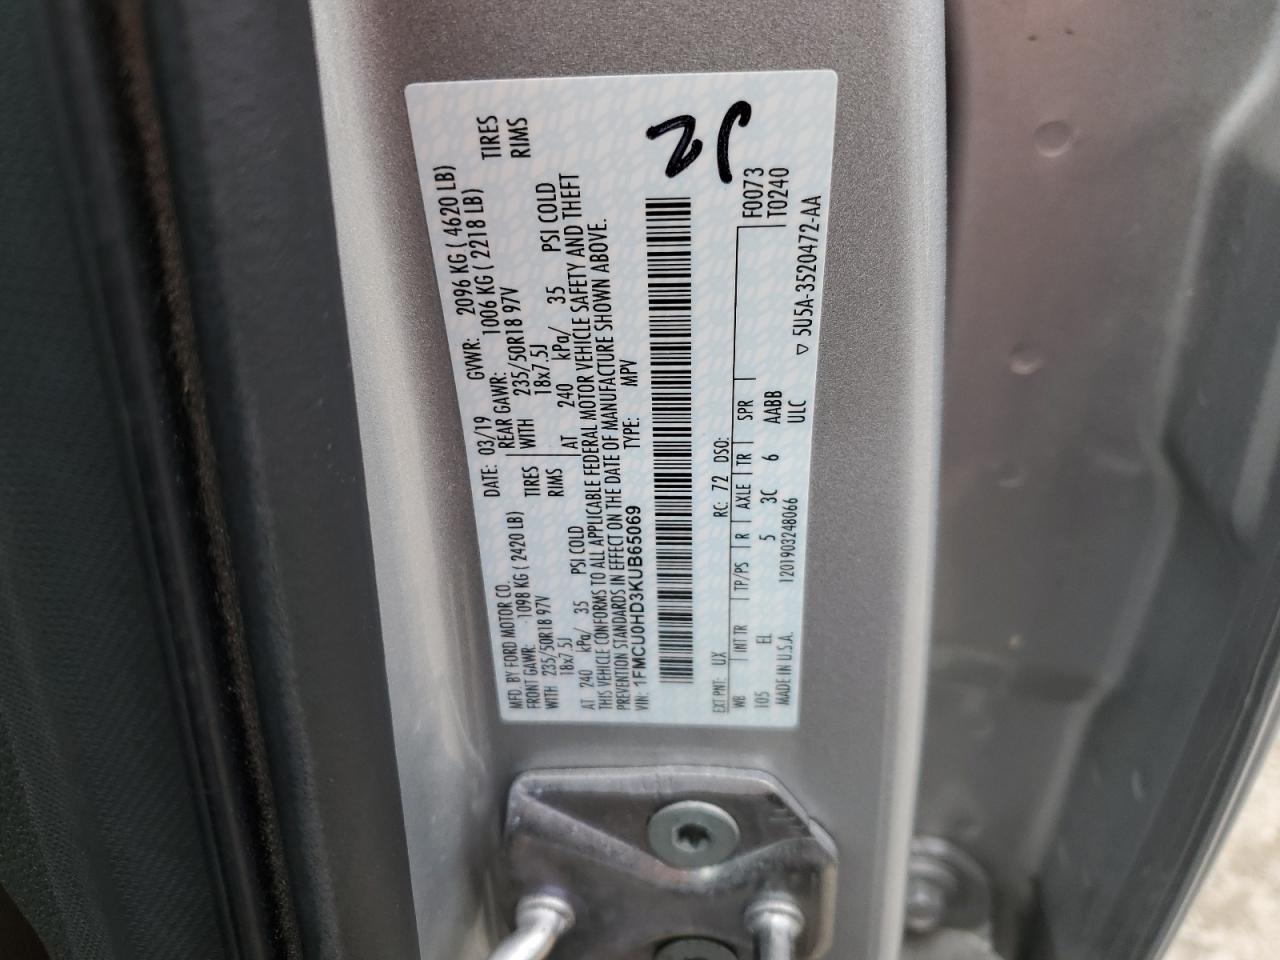 MFD. BY FORD MOTOR CO.
DATE: 03/19 GVWR: 2096 KG ( 4620 LB)
FRONT GAWR: 1098 KG ( 2420 LB)
REAR GAWR: 1006 KG ( 2218 LB)
WITH 235/50R18 97V TIRES
WITH 235/50R18 97V TIRES
18x7.5J RIMS
18x7.5J RIMS
AT 240 kPa/ 35 PSI COLD
AT 240 kPa/ 35 PSI COLD
THIS VEHICLE CONFORMS TO ALL APPLICABLE FEDERAL MOTOR VEHICLE SAFETY AND THEFT
PREVENTION STANDARDS IN EFFECT ON THE DATE OF MANUFACTURE SHOWN ABOVE.
VIN: 1FMCU0HD3KUB65069
TYPE: MPV
EXT PNT: UX RC: 72 DSO:
F0073
WB INT TR TP/PS R AXLE TR SPR
T0240
105 EL 5 3C 6 AABB
MADE IN U.S.A. 1201903248066 ULC
5U5A-3520472-AA